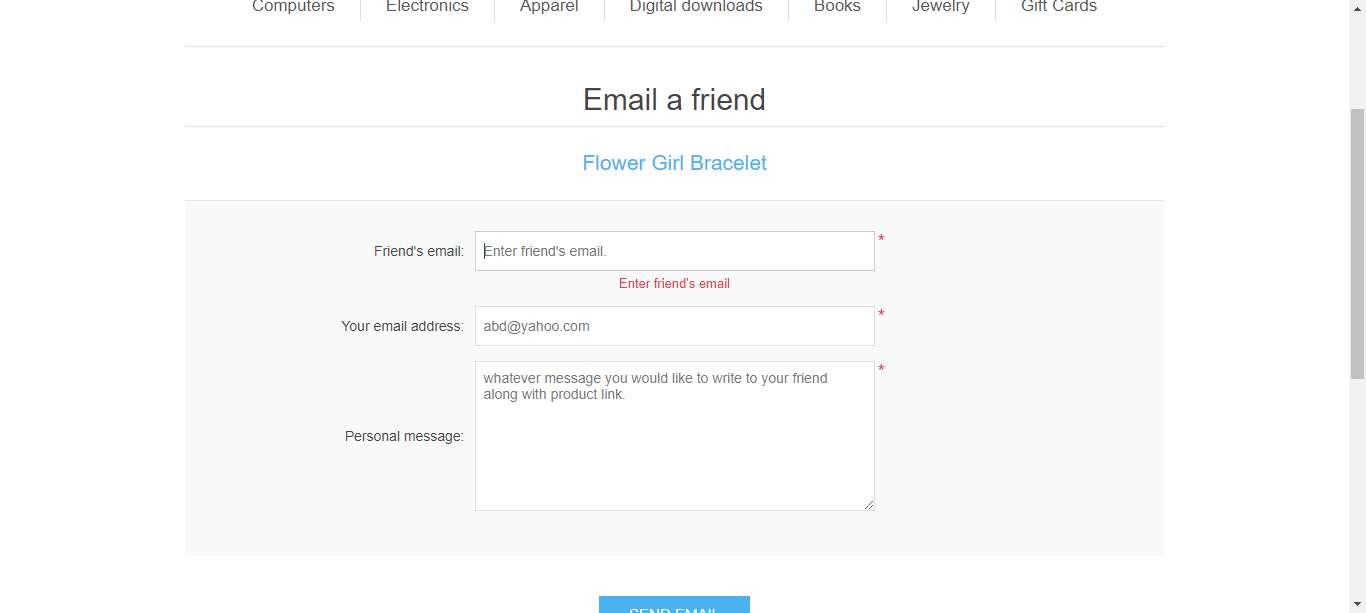 Computers Electronics Apparel Digital downloads Books Jewelry Gift Cards
Email a friend
Flower Girl Bracelet
Friend's email: Enter friend's email. *
Enter friend's email
Your email address: abd@yahoo.com *
whatever message you would like to write to your friend *
along with product link.
Personal message:
SEND EMAIL